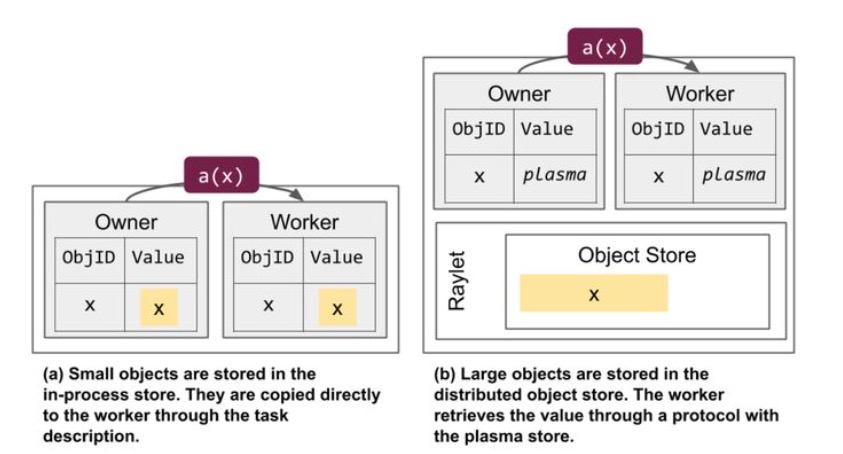 a(x)
Owner
ObjID Value
x x
Worker
ObjID Value
x x
(a) Small objects are stored in the
in-process store. They are copied directly
to the worker through the task
description.
a(x)
Owner
ObjID Value
x plasma
Worker
ObjID Value
x plasma
Raylet
Object Store
x
(b) Large objects are stored in the
distributed object store. The worker
retrieves the value through a protocol with
the plasma store.